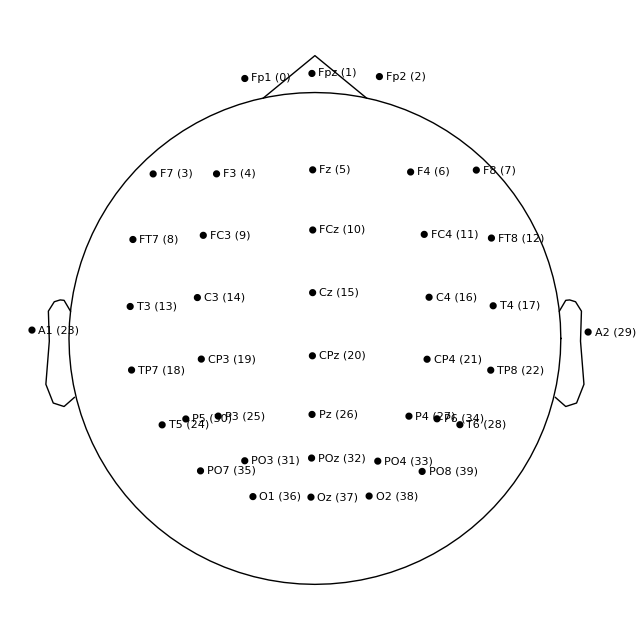 Fp1 (0)
Fpz (1)
Fp2 (2)
F7 (3)
F3 (4)
Fz (5)
F4 (6)
F8 (7)
FT7 (8)
FC3 (9)
FCz (10)
FC4 (11)
FT8 (12)
T3 (13)
C3 (14)
Cz (15)
C4 (16)
T4 (17)
A1 (23)
A2 (29)
TP7 (18)
CP3 (19)
CPz (20)
CP4 (21)
TP8 (22)
T5 (24)
P5 (30)
P3 (25)
Pz (26)
P4 (27)
P6 (34)
T6 (28)
PO7 (35)
PO3 (31)
POz (32)
PO4 (33)
PO8 (39)
O1 (36)
Oz (37)
O2 (38)